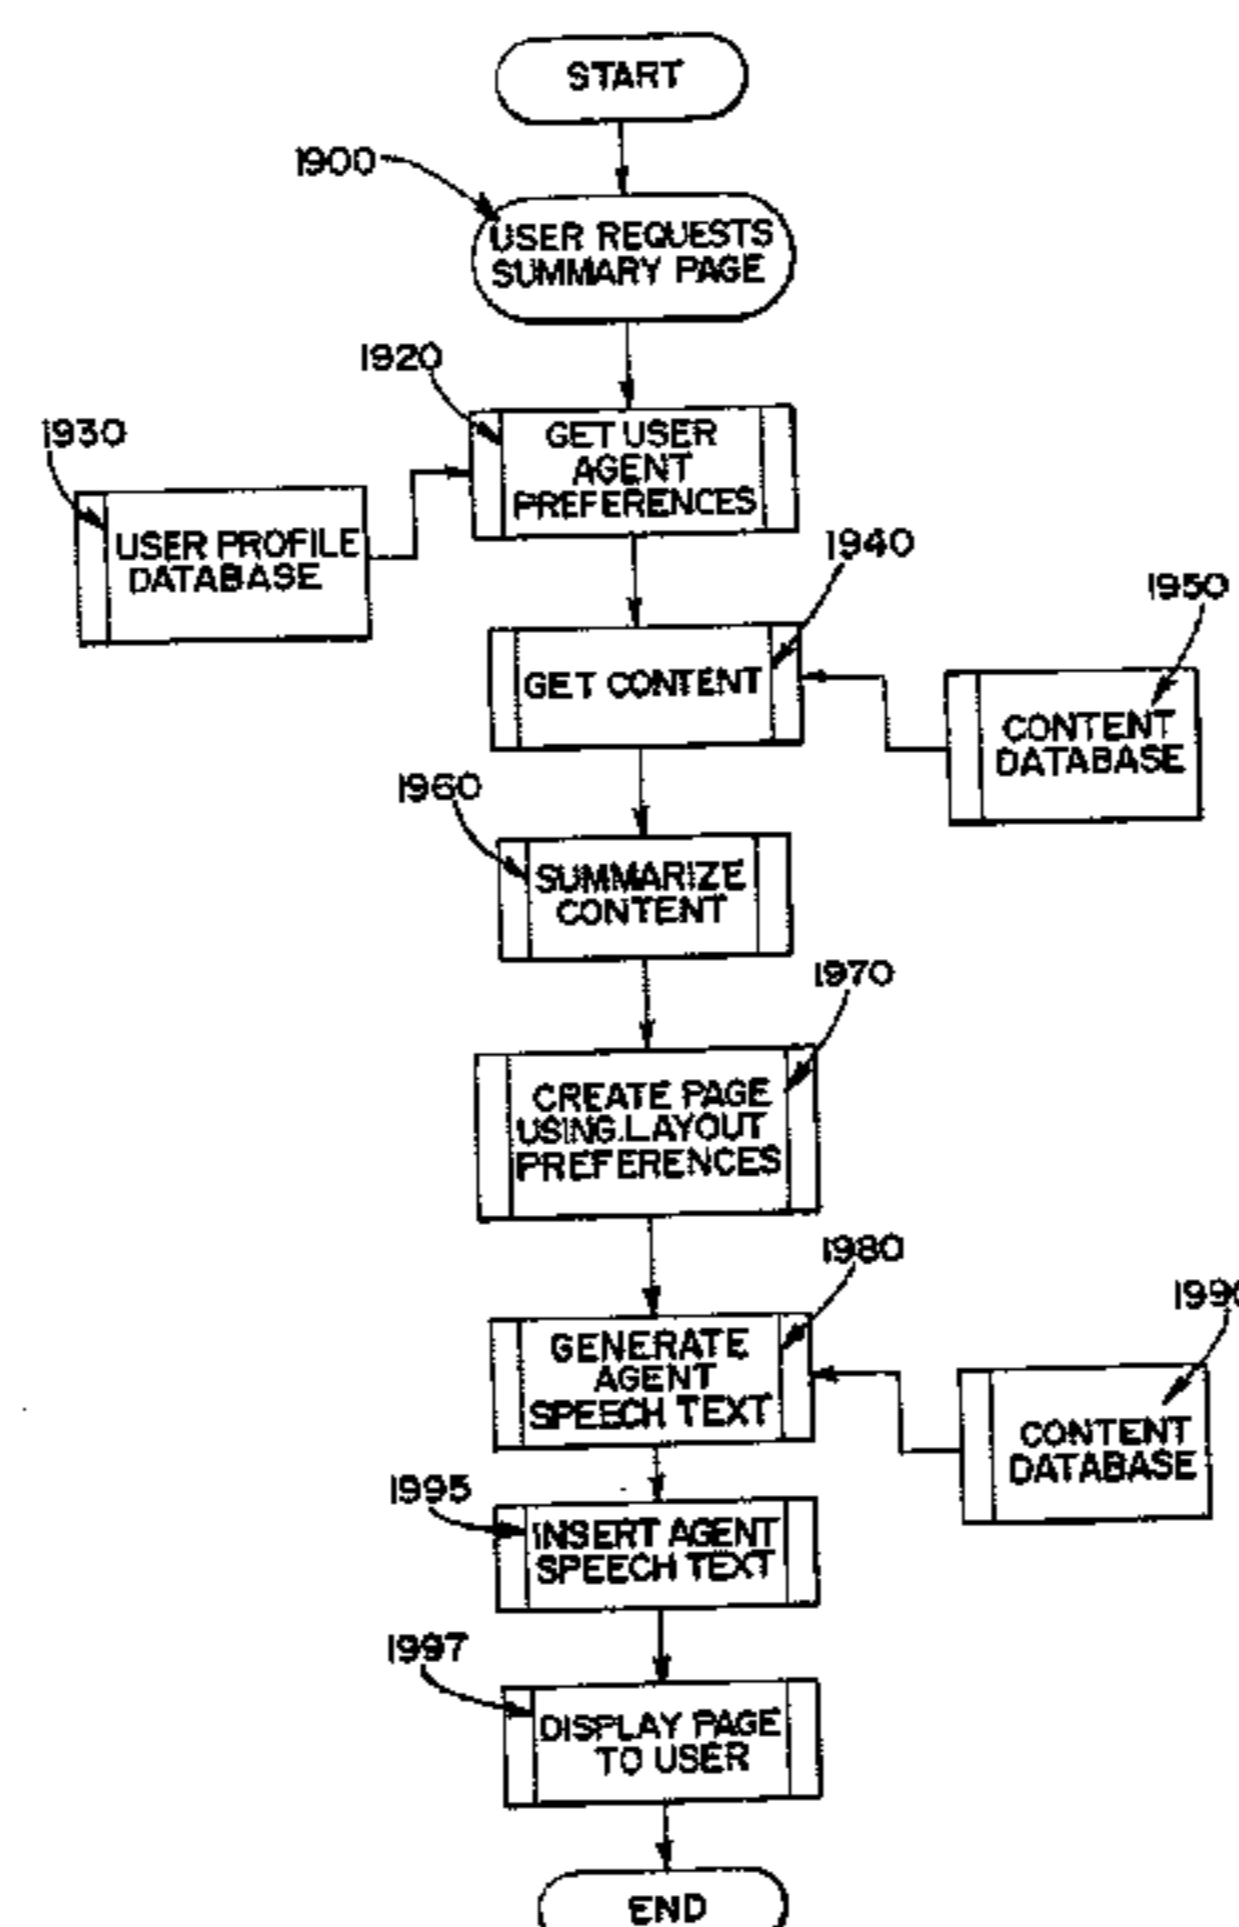 START
1900
USER REQUESTS
SUMMARY PAGE
1920
GET USER
AGENT
PREFERENCES
1930
USER PROFILE
DATABASE
1940
GET CONTENT
1950
CONTENT
DATABASE
1960
SUMMARIZE
CONTENT
1970
CREATE PAGE
USING LAYOUT
PREFERENCES
1980
GENERATE
AGENT
SPEECH TEXT
1990
CONTENT
DATABASE
1995
INSERT AGENT
SPEECH TEXT
1997
DISPLAY PAGE
TO USER
END